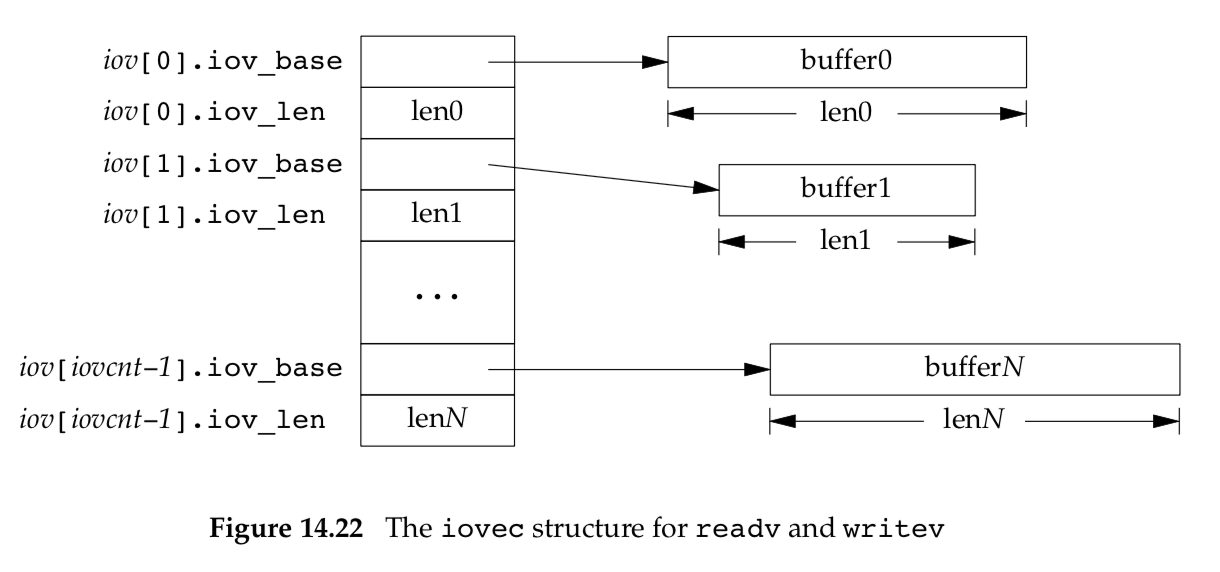 iov[0].iov_base buffer0
iov[0].iov_len len0 len0
iov[1].iov_base buffer1
iov[1].iov_len len1 len1
...
iov[iovcnt–1].iov_base bufferN
iov[iovcnt–1].iov_len lenN lenN
Figure 14.22 The iovec structure for readv and writev